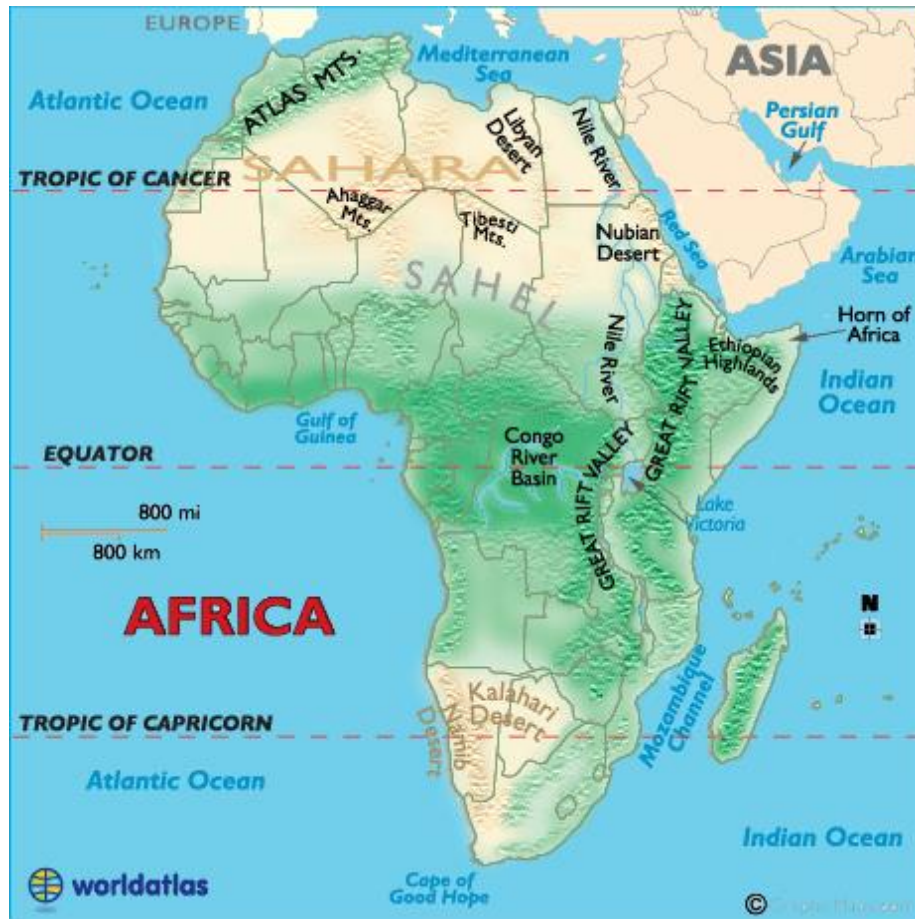 EUROPE
ASIA
Mediterranean
Sea
Atlantic Ocean
ATLAS MTS.
Persian
Gulf
Libyan
Desert
Nile River
SAHARA
TROPIC OF CANCER
Ahaggar
Mts.
Tibesti
Mts.
Nubian
Desert
Red Sea
Arabian
Sea
SAHEL
Horn of
Africa
Nile River
GREAT RIFT VALLEY
Ethiopian
Highlands
Indian
Ocean
Gulf of
Guinea
EQUATOR
Congo
River
Basin
GREAT RIFT VALLEY
Lake
Victoria
800 mi
800 km
AFRICA
N
Mozambique
Channel
TROPIC OF CAPRICORN
Kalahari
Desert
Namib
Desert
Atlantic Ocean
Indian Ocean
worldatlas
Cape of
Good Hope
©